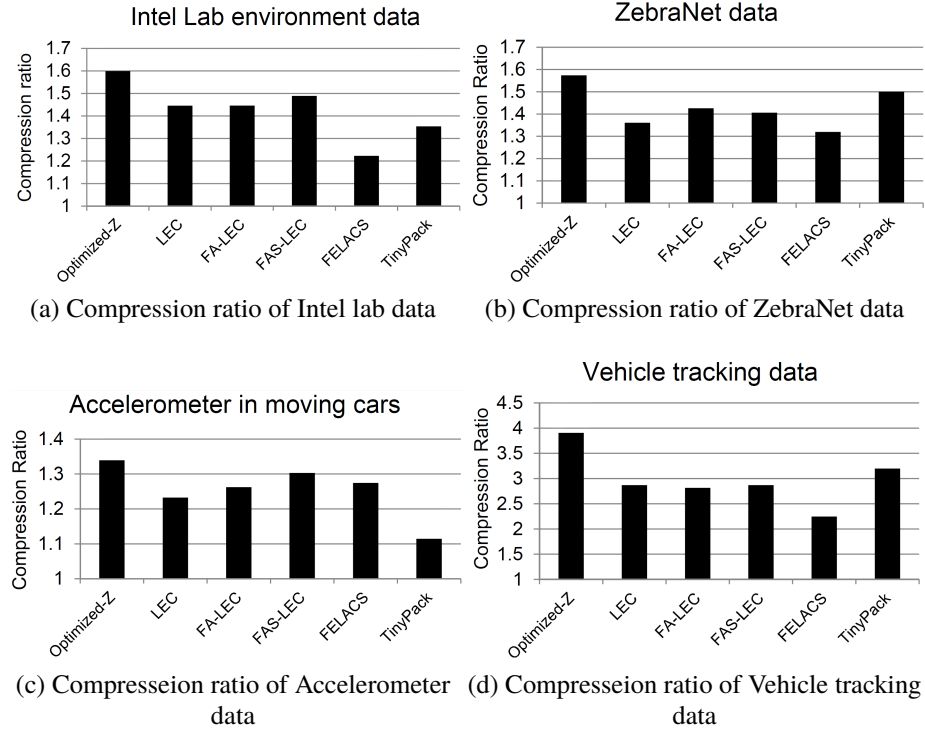 Intel Lab environment data
Compression Ratio
1.7
1.6
1.5
1.4
1.3
1.2
1.1
1
Optimized-Z
LEC
FA-LEC
FAS-LEC
FELACS
TinyPack
(a) Compression ratio of Intel lab data
ZebraNet data
Compression Ratio
1.7
1.6
1.5
1.4
1.3
1.2
1.1
1
Optimized-Z
LEC
FA-LEC
FAS-LEC
FELACS
TinyPack
(b) Compression ratio of ZebraNet data
Accelerometer in moving cars
Compression Ratio
1.4
1.3
1.2
1.1
1
Optimized-Z
LEC
FA-LEC
FAS-LEC
FELACS
TinyPack
(c) Compresseion ratio of Accelerometer
data
Vehicle tracking data
Compression Ratio
4.5
4
3.5
3
2.5
2
1.5
1
Optimized-Z
LEC
FA-LEC
FAS-LEC
FELACS
TinyPack
(d) Compresseion ratio of Vehicle tracking
data